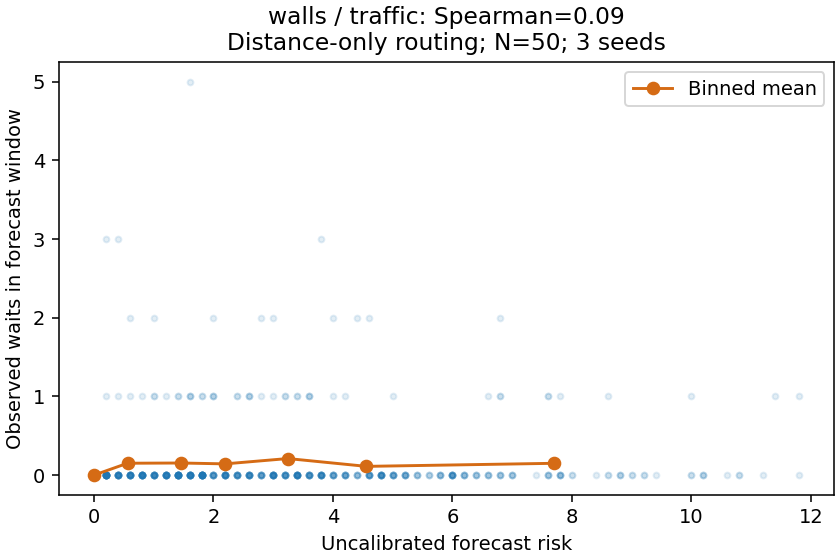 walls / traffic: Spearman=0.09
Distance-only routing; N=50; 3 seeds
Binned mean
Observed waits in forecast window
5
4
3
2
1
0
0 2 4 6 8 10 12
Uncalibrated forecast risk